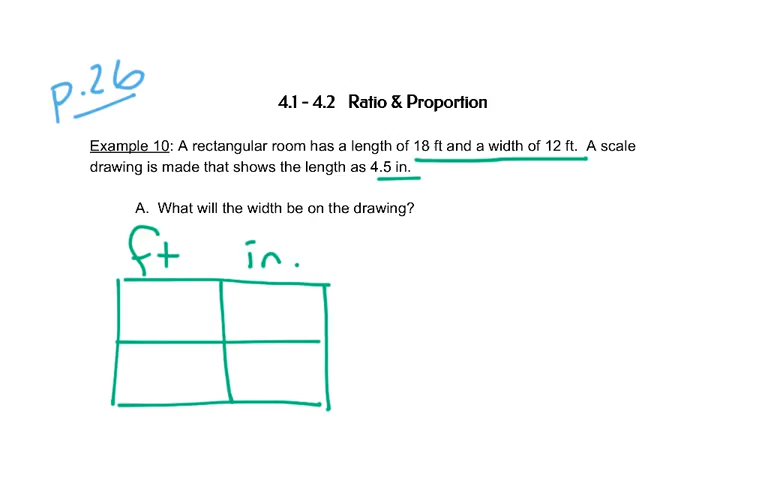 p.26
4.1 - 4.2 Ratio & Proportion
Example 10: A rectangular room has a length of 18 ft and a width of 12 ft. A scale
drawing is made that shows the length as 4.5 in.
A. What will the width be on the drawing?
ft in.